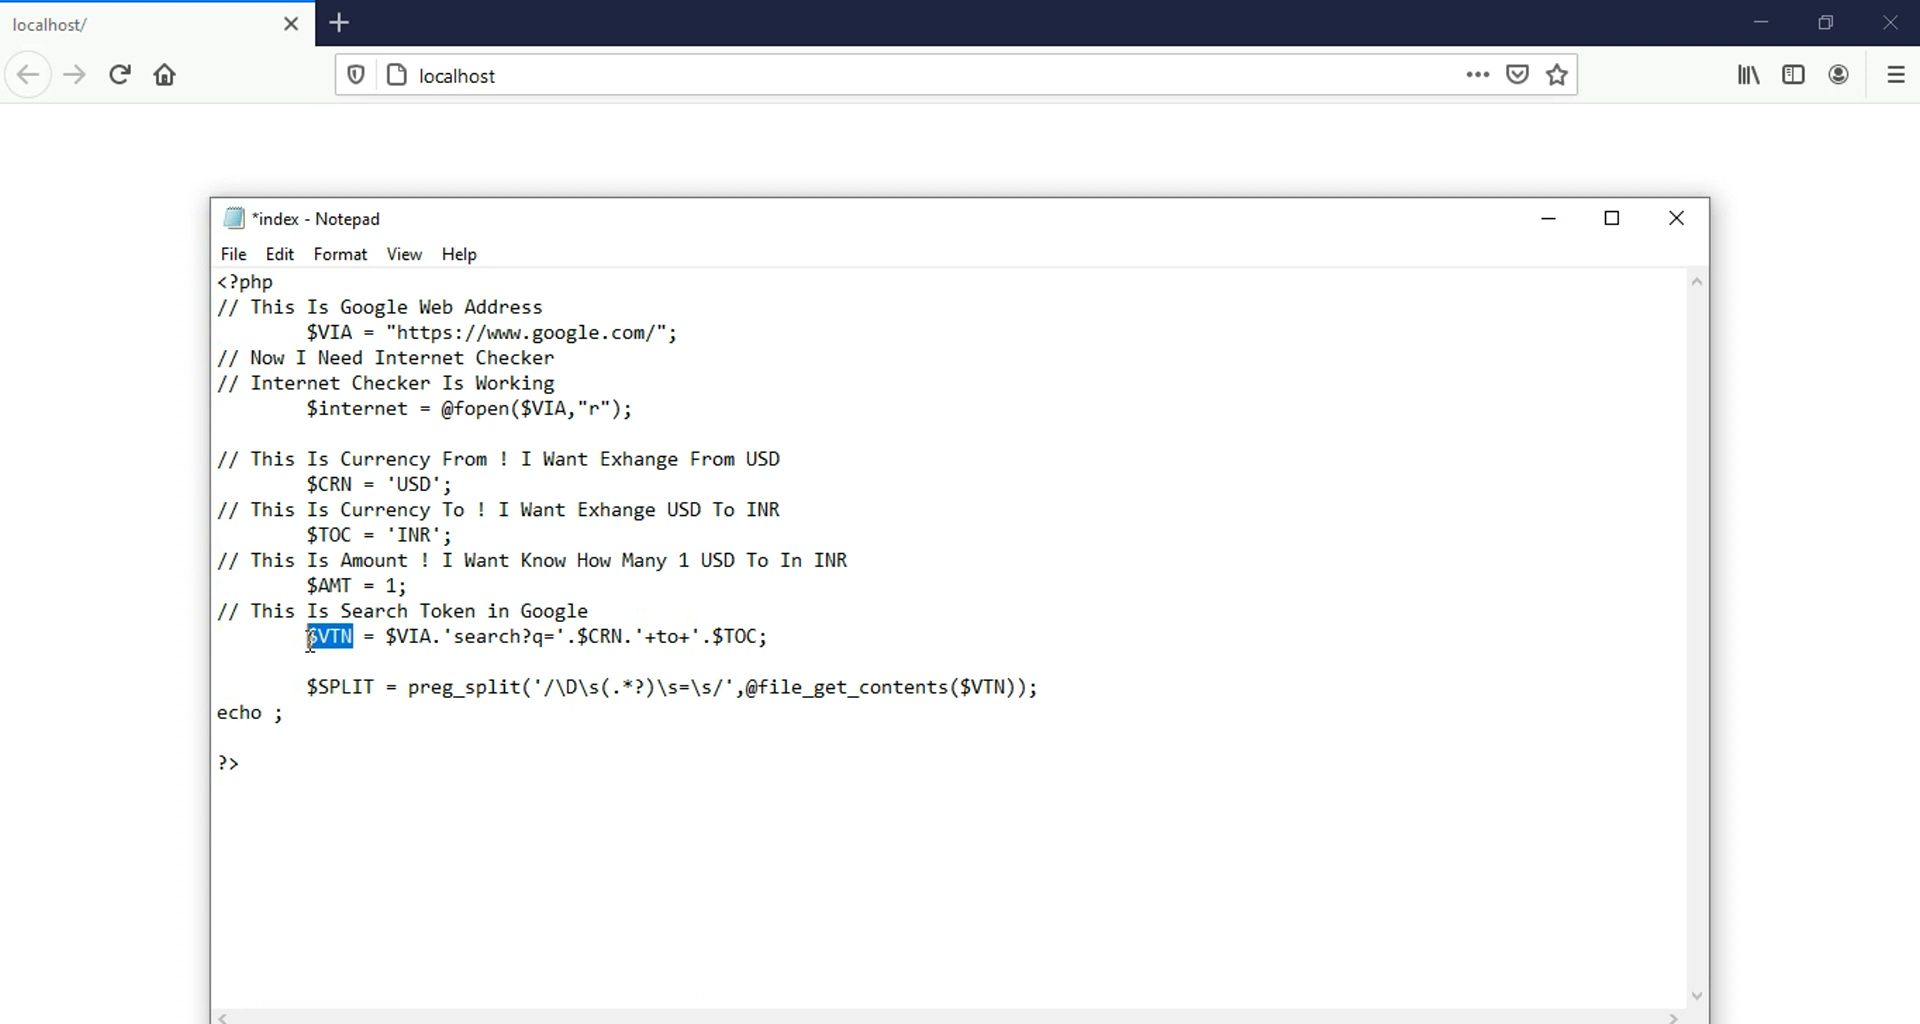 localhost/
localhost
*index - Notepad
File Edit Format View Help
<?php
// This Is Google Web Address
$VIA = "https://www.google.com/";
// Now I Need Internet Checker
// Internet Checker Is Working
$internet = @fopen($VIA,"r");
// This Is Currency From ! I Want Exhange From USD
$CRN = 'USD';
// This Is Currency To ! I Want Exhange USD To INR
$TOC = 'INR';
// This Is Amount ! I Want Know How Many 1 USD To In INR
$AMT = 1;
// This Is Search Token in Google
$VTN = $VIA.'search?q='.$CRN.'+to+'.$TOC;
$SPLIT = preg_split('/\D\s(.*?)\s=\s/',@file_get_contents($VTN));
echo ;
?>